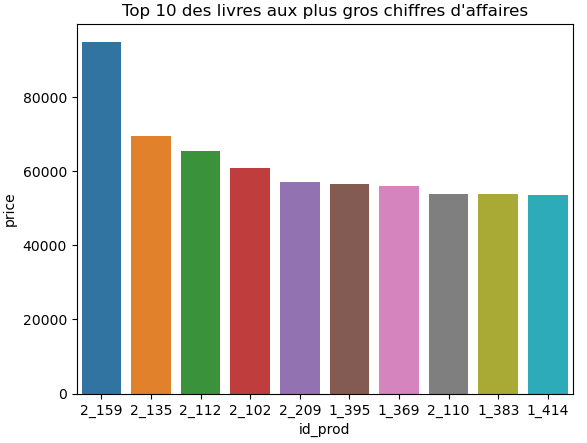 Top 10 des livres aux plus gros chiffres d'affaires
price
80000
60000
40000
20000
0
2_159 2_135 2_112 2_102 2_209 1_395 1_369 2_110 1_383 1_414
id_prod